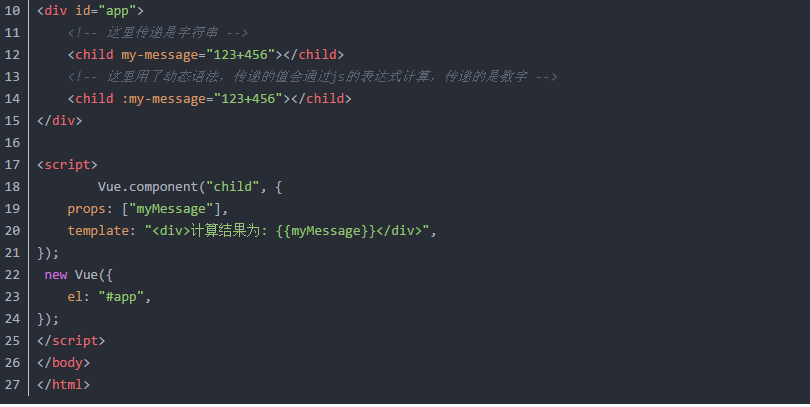 10 <div id="app">
11     <!-- 这里传递是字符串 -->
12     <child my-message="123+456"></child>
13     <!-- 这里用了动态语法，传递的值会通过js的表达式计算，传递的是数字 -->
14     <child :my-message="123+456"></child>
15 </div>
16
17 <script>
18         Vue.component("child", {
19     props: ["myMessage"],
20     template: "<div>计算结果为: {{myMessage}}</div>",
21 });
22  new Vue({
23     el: "#app",
24 });
25 </script>
26 </body>
27 </html>